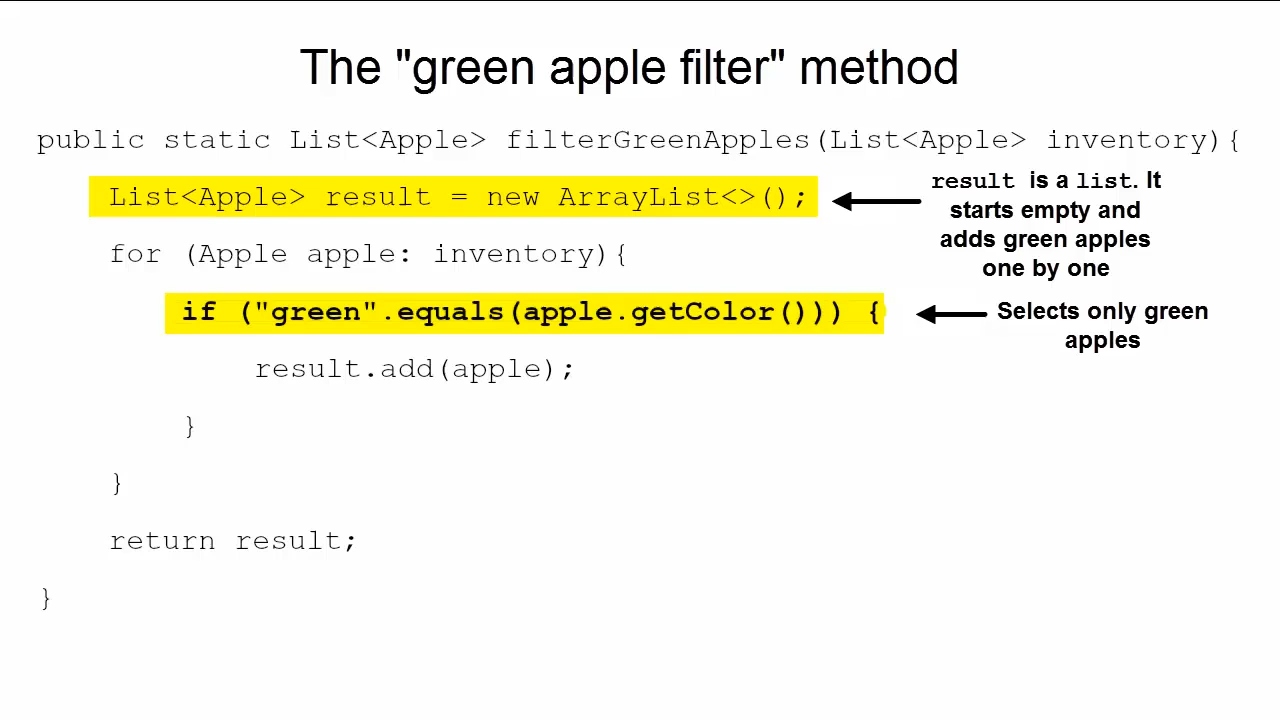 The "green apple filter" method
public static List<Apple> filterGreenApples(List<Apple> inventory){
List<Apple> result = new ArrayList<>();
result is a list. It
starts empty and
adds green apples
one by one
for (Apple apple: inventory){
if ("green".equals(apple.getColor())) {
Selects only green
apples
result.add(apple);
}
}
return result;
}